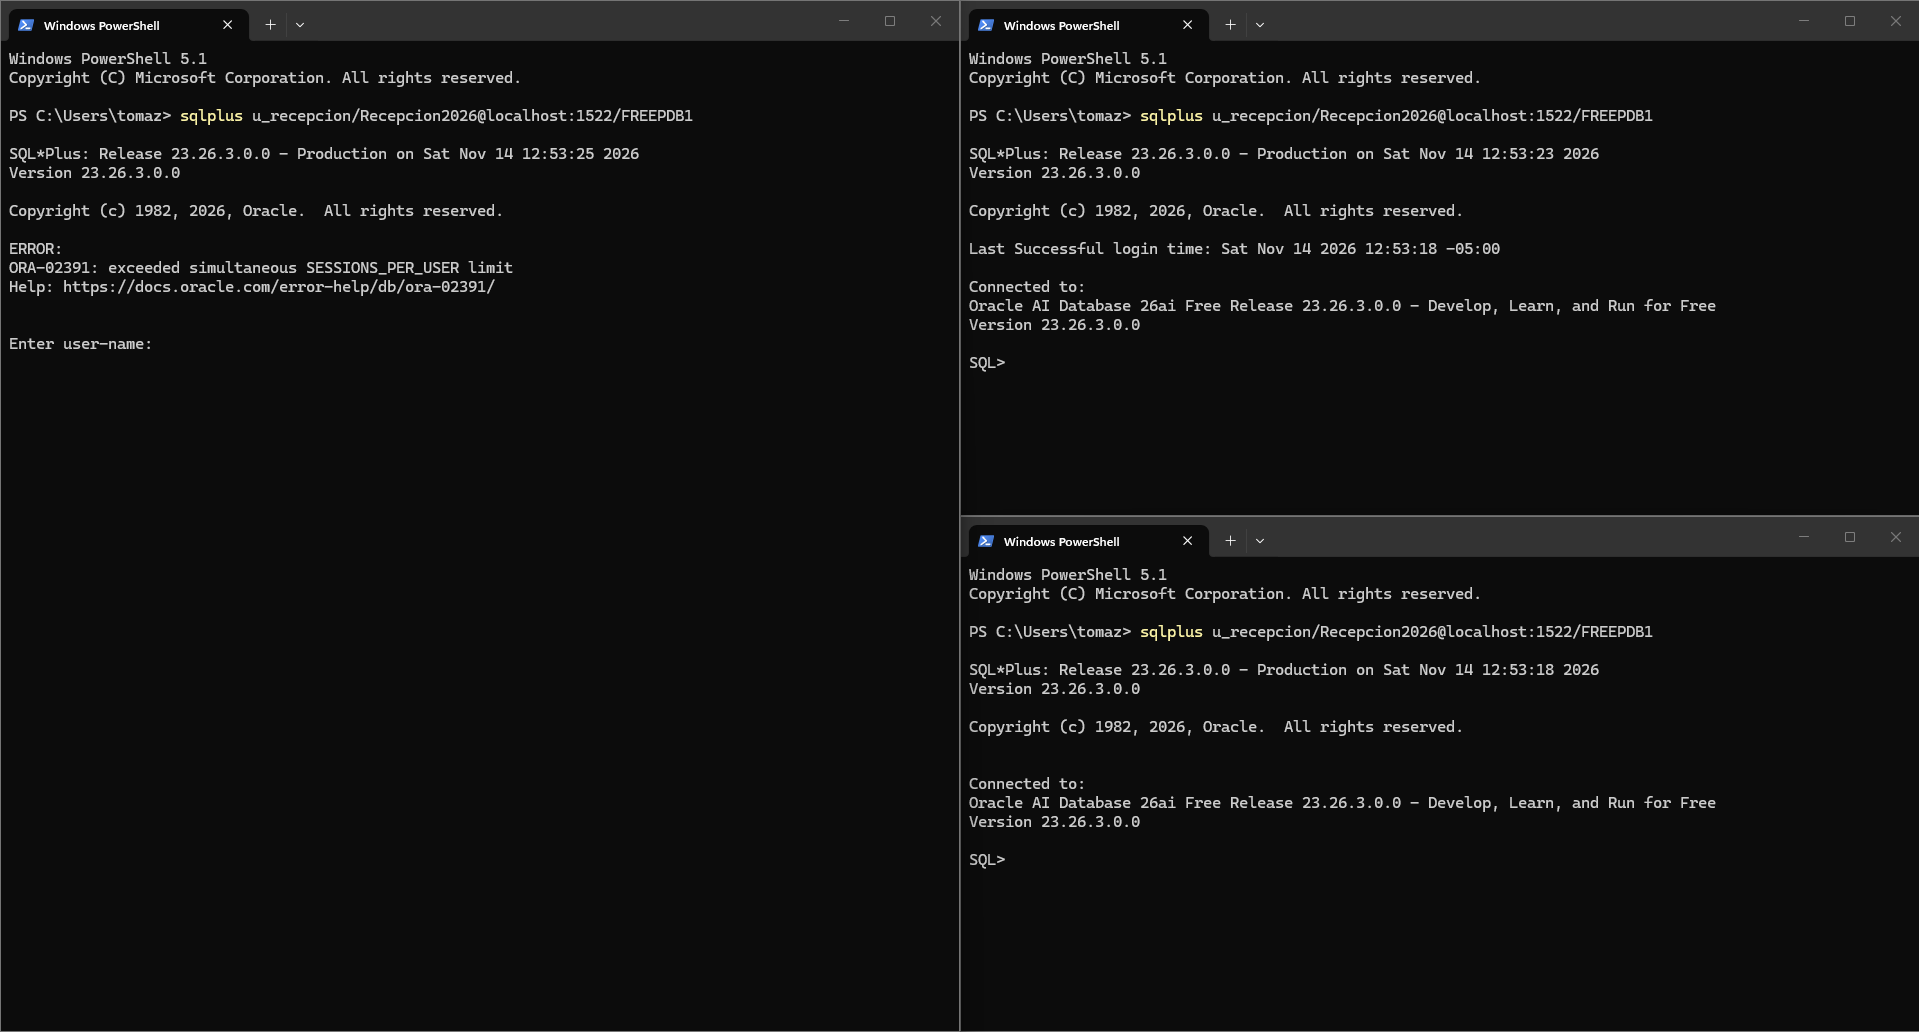 Windows PowerShell
Windows PowerShell 5.1
Copyright (C) Microsoft Corporation. All rights reserved.
PS C:\Users\tomaz> sqlplus u_recepcion/Recepcion2026@localhost:1522/FREEPDB1
SQL*Plus: Release 23.26.3.0.0 - Production on Sat Nov 14 12:53:25 2026
Version 23.26.3.0.0
Copyright (c) 1982, 2026, Oracle.  All rights reserved.
ERROR:
ORA-02391: exceeded simultaneous SESSIONS_PER_USER limit
Help: https://docs.oracle.com/error-help/db/ora-02391/
Enter user-name:
Windows PowerShell
Windows PowerShell 5.1
Copyright (C) Microsoft Corporation. All rights reserved.
PS C:\Users\tomaz> sqlplus u_recepcion/Recepcion2026@localhost:1522/FREEPDB1
SQL*Plus: Release 23.26.3.0.0 - Production on Sat Nov 14 12:53:23 2026
Version 23.26.3.0.0
Copyright (c) 1982, 2026, Oracle.  All rights reserved.
Last Successful login time: Sat Nov 14 2026 12:53:18 -05:00
Connected to:
Oracle AI Database 26ai Free Release 23.26.3.0.0 - Develop, Learn, and Run for Free
Version 23.26.3.0.0
SQL>
Windows PowerShell
Windows PowerShell 5.1
Copyright (C) Microsoft Corporation. All rights reserved.
PS C:\Users\tomaz> sqlplus u_recepcion/Recepcion2026@localhost:1522/FREEPDB1
SQL*Plus: Release 23.26.3.0.0 - Production on Sat Nov 14 12:53:18 2026
Version 23.26.3.0.0
Copyright (c) 1982, 2026, Oracle.  All rights reserved.
Connected to:
Oracle AI Database 26ai Free Release 23.26.3.0.0 - Develop, Learn, and Run for Free
Version 23.26.3.0.0
SQL>